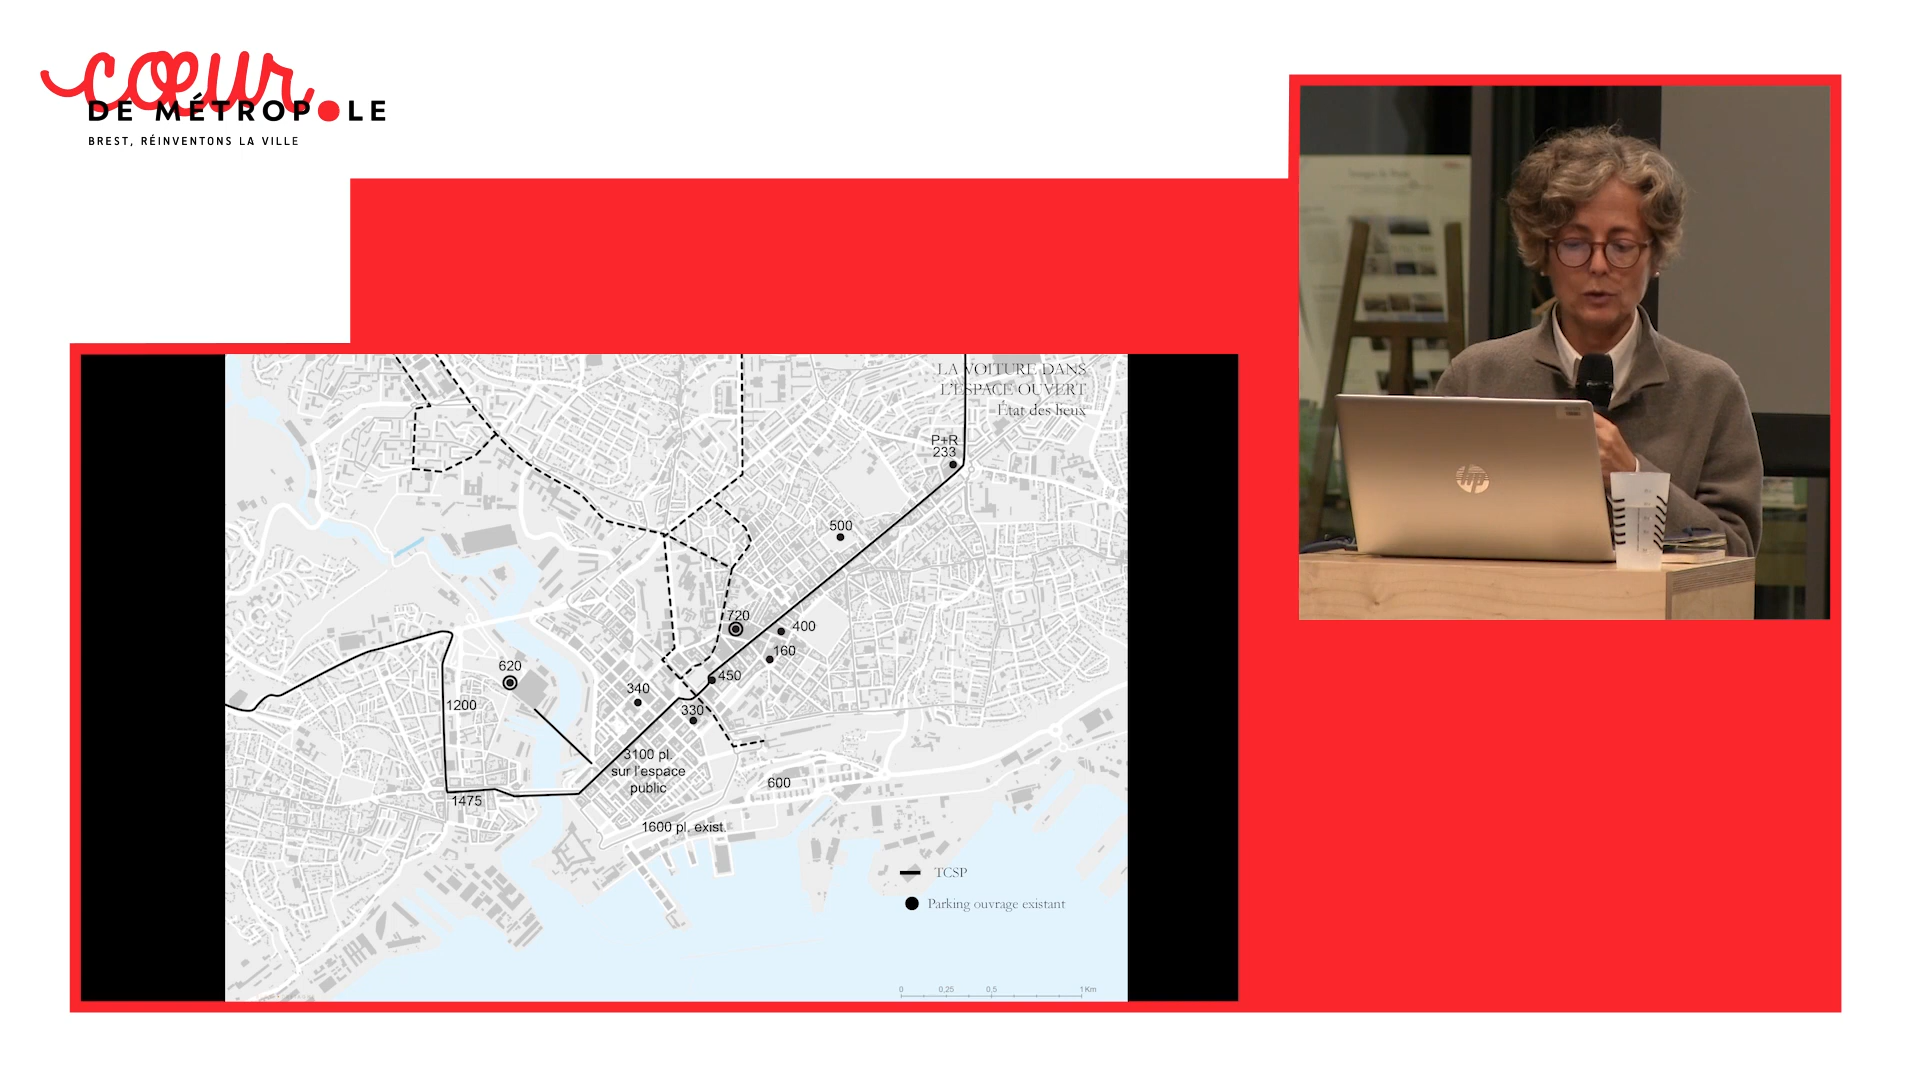 cœur
DE MÉTROPOLE
BREST, RÉINVENTONS LA VILLE
LA VOITURE DANS
L'ESPACE OUVERT
État des lieux
P+R
233
500
720
400
160
620
450
340
1200
330
3100 pl.
sur l'espace
public
600
1475
1600 pl. exist.
TCSP
Parking ouvrage existant
0 0,25 0,5 1 Km
hp